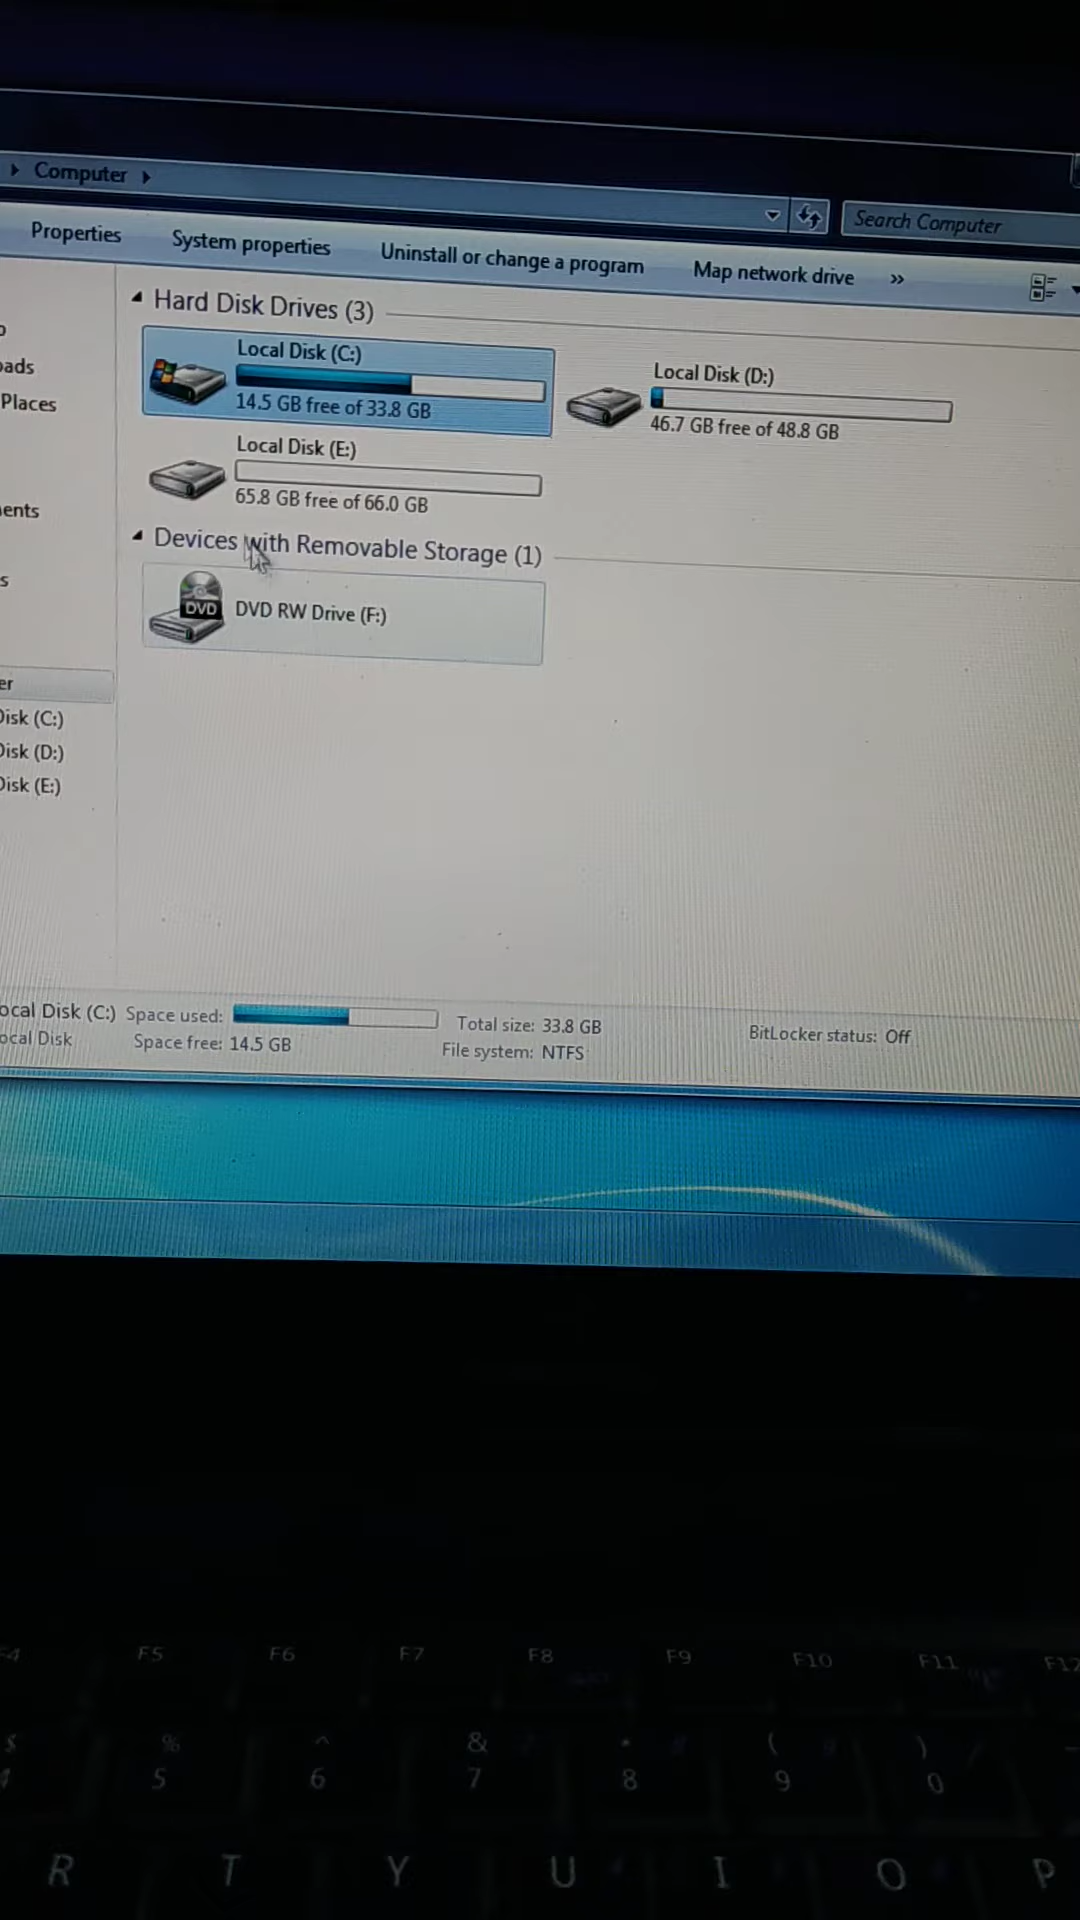 Computer
Search Computer
Properties System properties Uninstall or change a program Map network drive »
Hard Disk Drives (3)
Local Disk (C:)
14.5 GB free of 33.8 GB
Local Disk (D:)
46.7 GB free of 48.8 GB
Local Disk (E:)
65.8 GB free of 66.0 GB
Devices with Removable Storage (1)
DVD
DVD RW Drive (F:)
oads
Places
ents
s
er
Disk (C:)
Disk (D:)
Disk (E:)
ocal Disk (C:) Space used: Total size: 33.8 GB BitLocker status: Off
ocal Disk Space free: 14.5 GB File system: NTFS
F4 F5 F6 F7 F8 F9 F10 F11 F12
$ % ^ & * ( )
4 5 6 7 8 9 0
R T Y U I O P